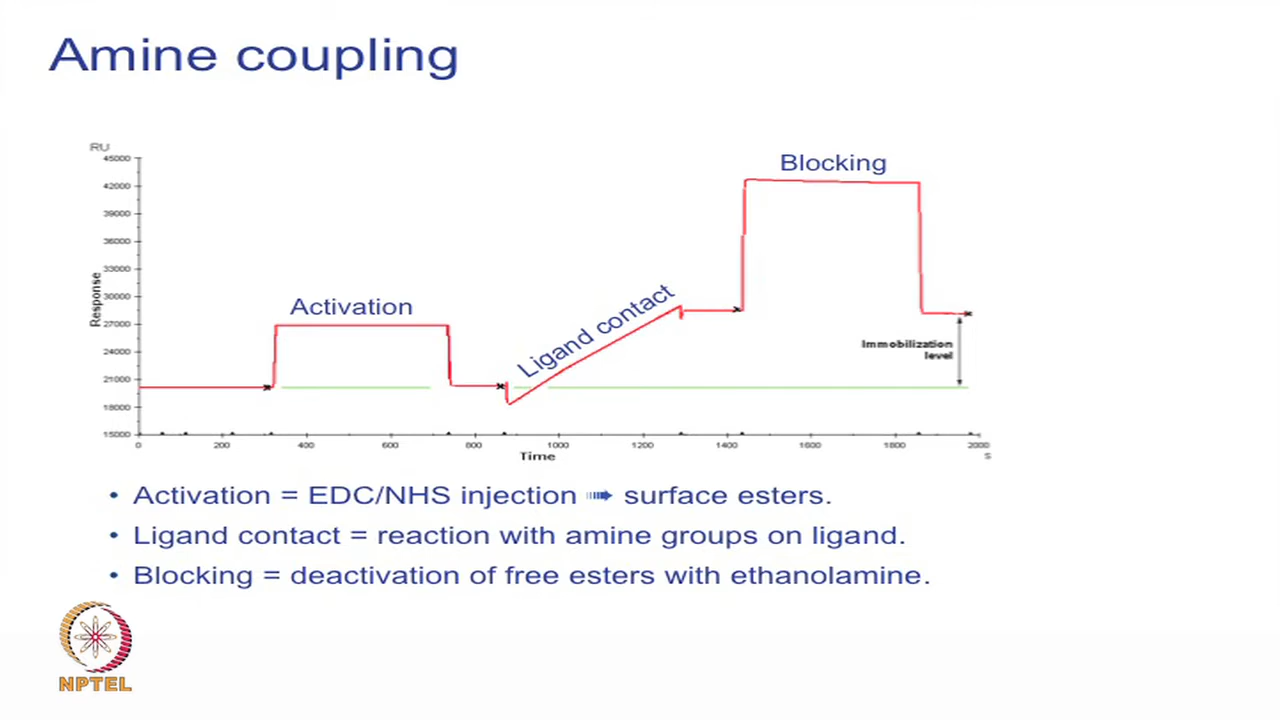 Amine coupling
RU
45000
42000
39000
36000
33000
30000
27000
24000
21000
18000
15000
Response
Activation
Ligand contact
Blocking
Immobilization
level
0
200
400
600
800
1000
1200
1400
1600
1800
2000
Time
s
• Activation = EDC/NHS injection ➠ surface esters.
• Ligand contact = reaction with amine groups on ligand.
• Blocking = deactivation of free esters with ethanolamine.
NPTEL